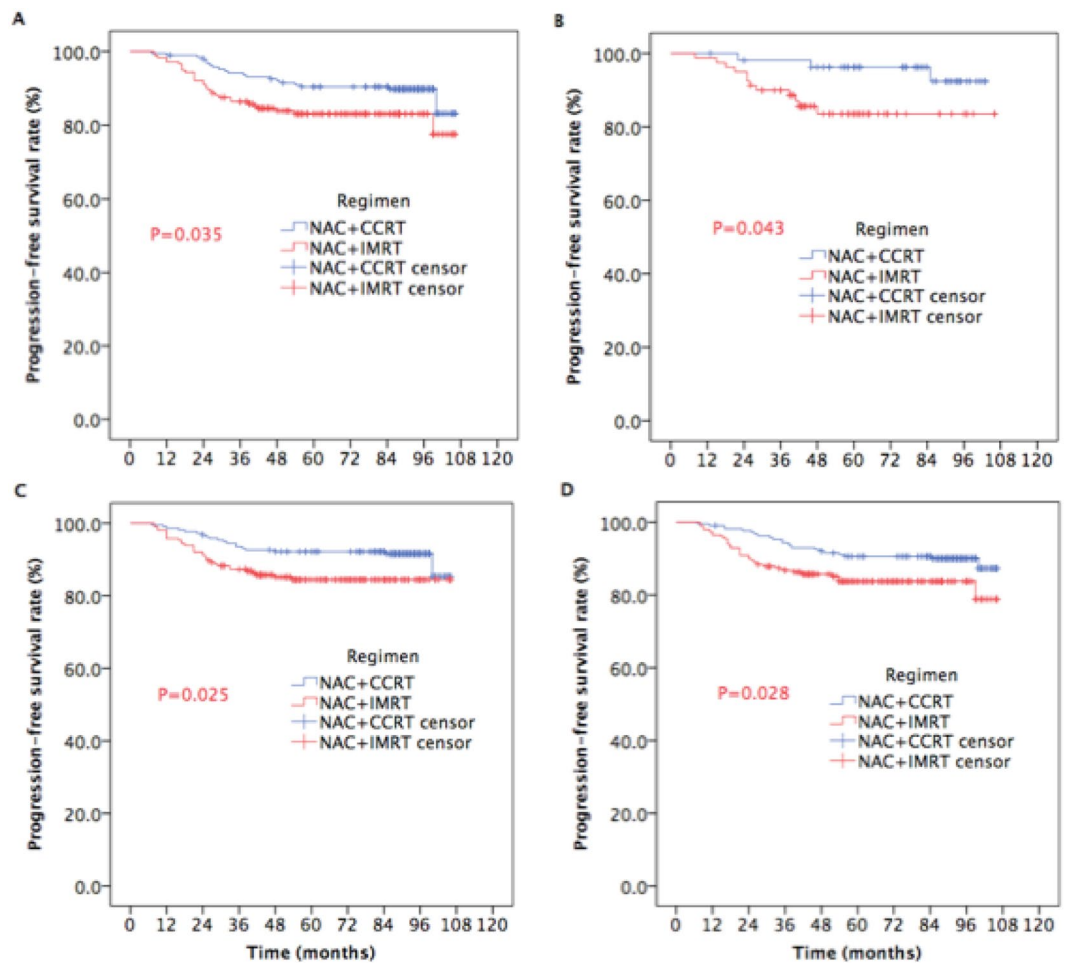 A
Progression-free survival rate (%)
100.0
80.0
60.0
40.0
20.0
0.0
P=0.035
Regimen
NAC+CCRT
NAC+IMRT
NAC+CCRT censor
NAC+IMRT censor
0 12 24 36 48 60 72 84 96 108 120
B
Progression-free survival rate (%)
100.0
80.0
60.0
40.0
20.0
0.0
P=0.043
Regimen
NAC+CCRT
NAC+IMRT
NAC+CCRT censor
NAC+IMRT censor
0 12 24 36 48 60 72 84 96 108 120
C
Progression-free survival rate (%)
100.0
80.0
60.0
40.0
20.0
0.0
P=0.025
Regimen
NAC+CCRT
NAC+IMRT
NAC+CCRT censor
NAC+IMRT censor
0 12 24 36 48 60 72 84 96 108 120
Time (months)
D
Progression-free survival rate (%)
100.0
80.0
60.0
40.0
20.0
0.0
P=0.028
Regimen
NAC+CCRT
NAC+IMRT
NAC+CCRT censor
NAC+IMRT censor
0 12 24 36 48 60 72 84 96 108 120
Time (months)